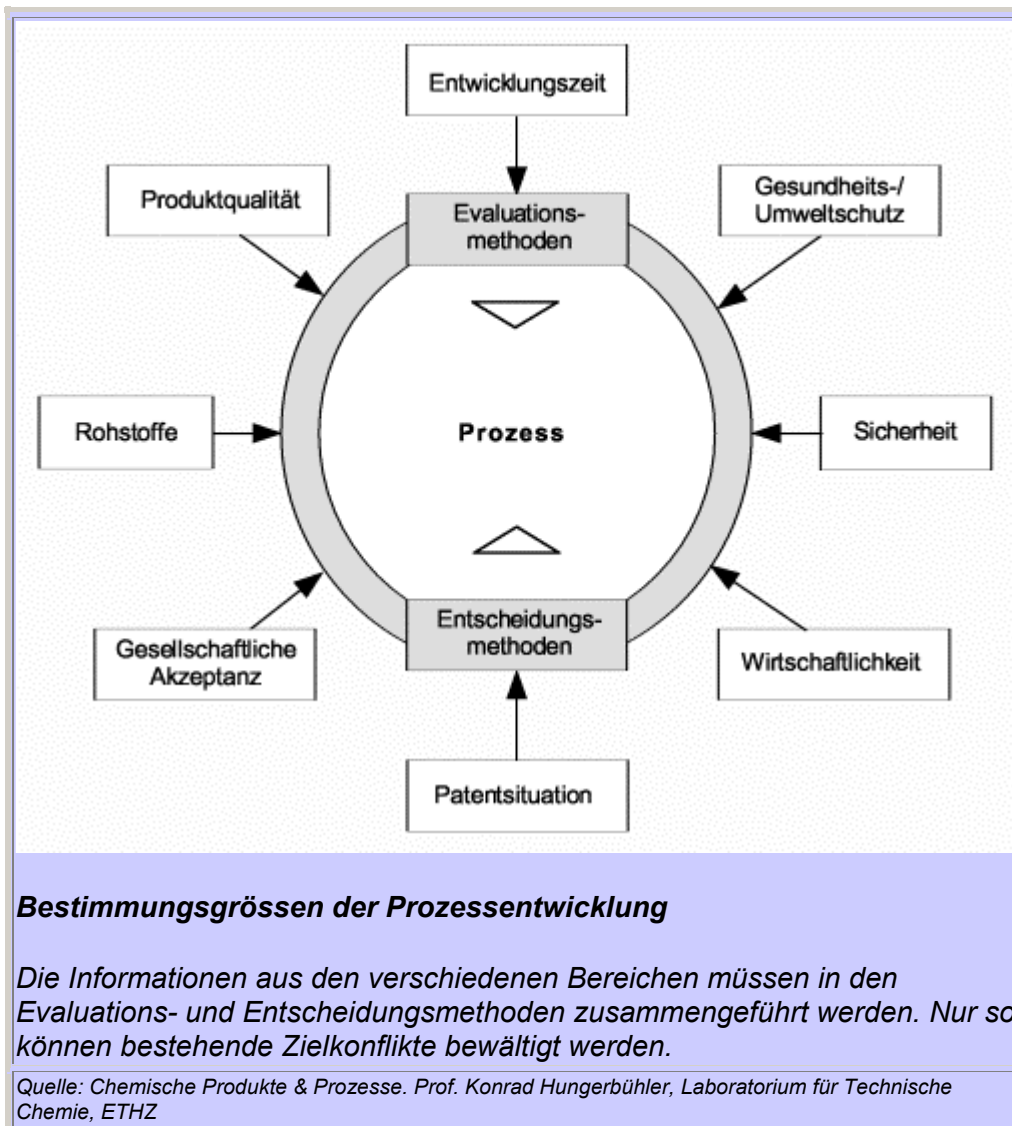 Entwicklungszeit
Produktqualität
Gesundheits-/
Umweltschutz
Evaluations-
methoden
Rohstoffe
Prozess
Sicherheit
Gesellschaftliche
Akzeptanz
Entscheidungs-
methoden
Wirtschaftlichkeit
Patentsituation
Bestimmungsgrössen der Prozessentwicklung
Die Informationen aus den verschiedenen Bereichen müssen in den
Evaluations- und Entscheidungsmethoden zusammengeführt werden. Nur so
können bestehende Zielkonflikte bewältigt werden.
Quelle: Chemische Produkte & Prozesse. Prof. Konrad Hungerbühler, Laboratorium für Technische
Chemie, ETHZ